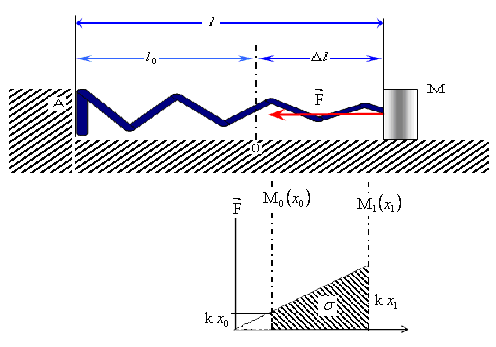 l
l₀ Δl
A F⃗ M
O
F⃗ M₀(x₀) M₁(x₁)
k x₀ σ k x₁